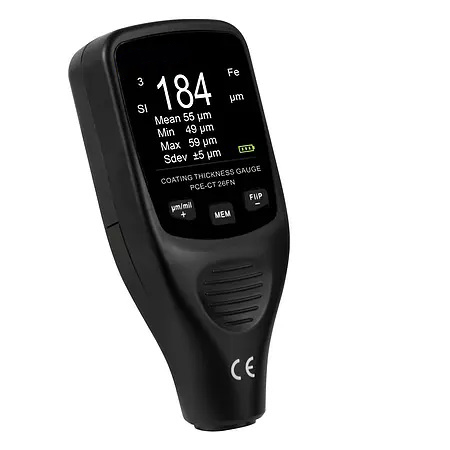 3 184 Fe
SI µm
Mean 55 µm
Min 49 µm
Max 59 µm
Sdev ±5 µm
COATING THICKNESS GAUGE
PCE-CT 26FN
µm/mil MEM FlIP
+ −
CE